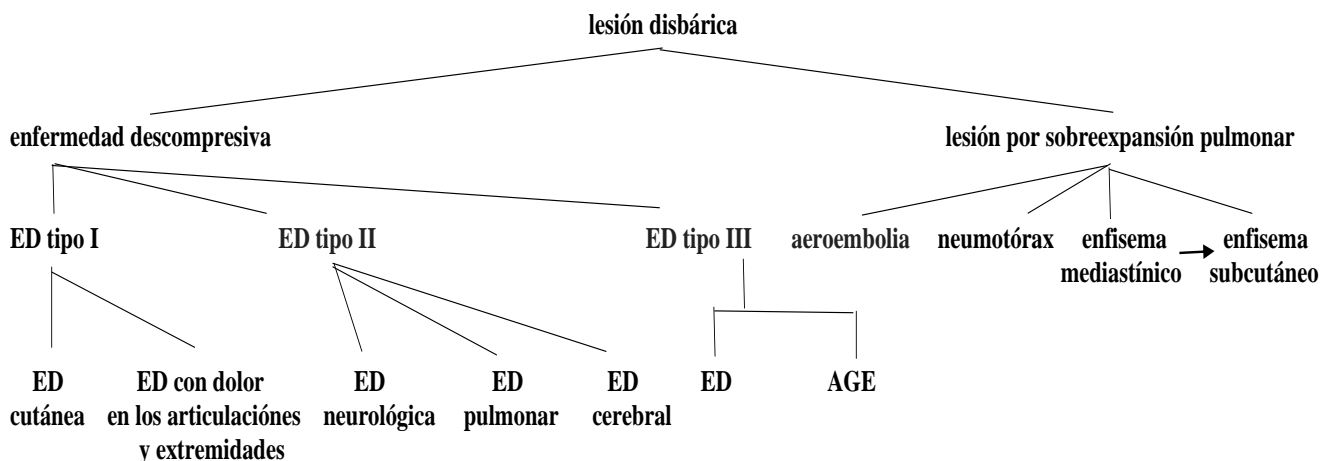 lesión disbárica
enfermedad descompresiva
lesión por sobreexpansión pulmonar
ED tipo I
ED tipo II
ED tipo III
aeroembolia
neumotórax
enfisema
mediastínico
enfisema
subcutáneo
ED
cutánea
ED con dolor
en los articulaciónes
y extremidades
ED
neurológica
ED
pulmonar
ED
cerebral
ED
AGE